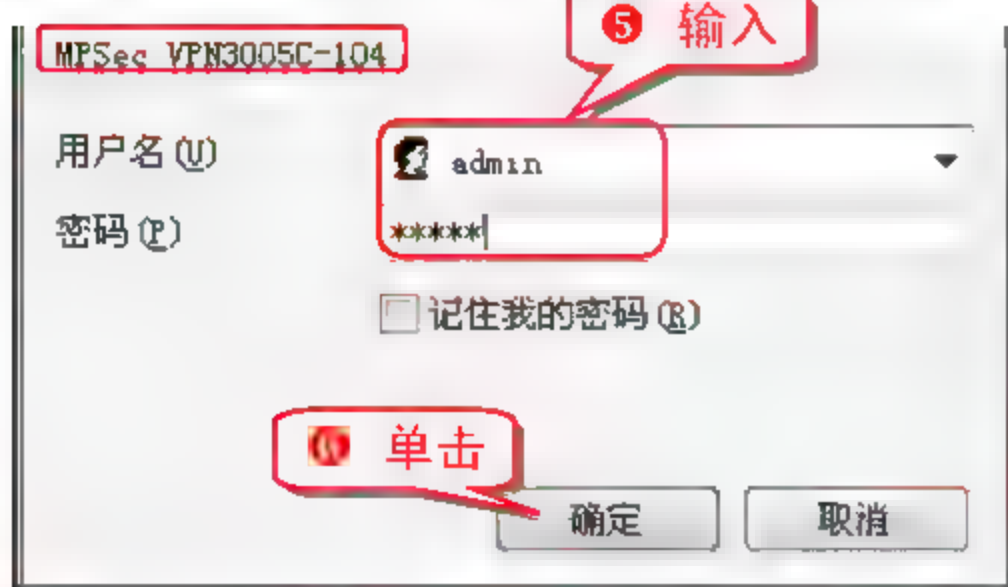 ❺ 输入
MPSec VPN3005C-104
用户名(U)
admin
密码(P)
*****
记住我的密码(R)
单击
确定
取消